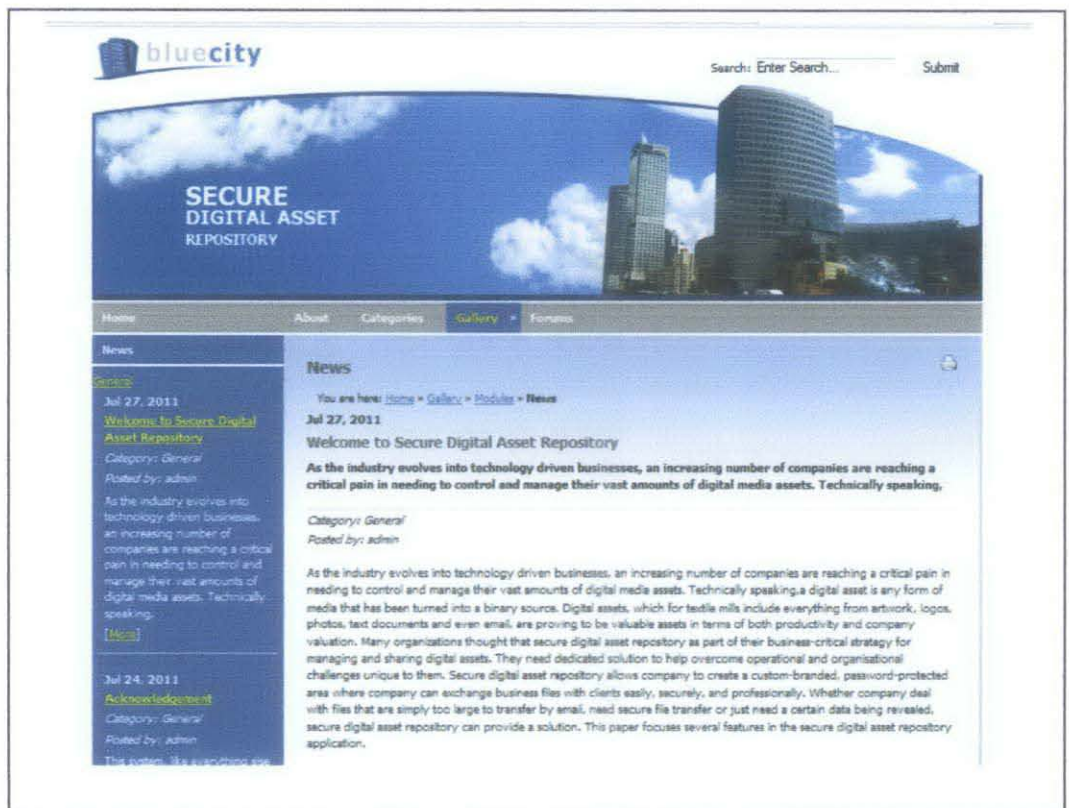 bluecity
Search: Enter Search... Submit
SECURE
DIGITAL ASSET
REPOSITORY
Home About Categories Gallery » Forums
News
General
Jul 27, 2011
Welcome to Secure Digital
Asset Repository
Category: General
Posted by: admin
As the industry evolves into
technology driven businesses,
an increasing number of
companies are reaching a critical
pain in needing to control and
manage their vast amounts of
digital media assets. Technically
speaking,
[More]
Jul 24, 2011
Acknowledgement
Category: General
Posted by: admin
This system, like everything else
News
You are here: Home » Gallery » Modules » News
Jul 27, 2011
Welcome to Secure Digital Asset Repository
As the industry evolves into technology driven businesses, an increasing number of companies are reaching a
critical pain in needing to control and manage their vast amounts of digital media assets. Technically speaking,
Category: General
Posted by: admin
As the industry evolves into technology driven businesses, an increasing number of companies are reaching a critical pain in
needing to control and manage their vast amounts of digital media assets. Technically speaking,a digital asset is any form of
media that has been turned into a binary source. Digital assets, which for textile mills include everything from artwork, logos,
photos, text documents and even email, are proving to be valuable assets in terms of both productivity and company
valuation. Many organizations thought that secure digital asset repository as part of their business-critical strategy for
managing and sharing digital assets. They need dedicated solution to help overcome operational and organisational
challenges unique to them. Secure digital asset repository allows company to create a custom-branded, password-protected
area where company can exchange business files with clients easily, securely, and professionally. Whether company deal
with files that are simply too large to transfer by email, need secure file transfer or just need a certain data being revealed,
secure digital asset repository can provide a solution. This paper focuses several features in the secure digital asset repository
application.